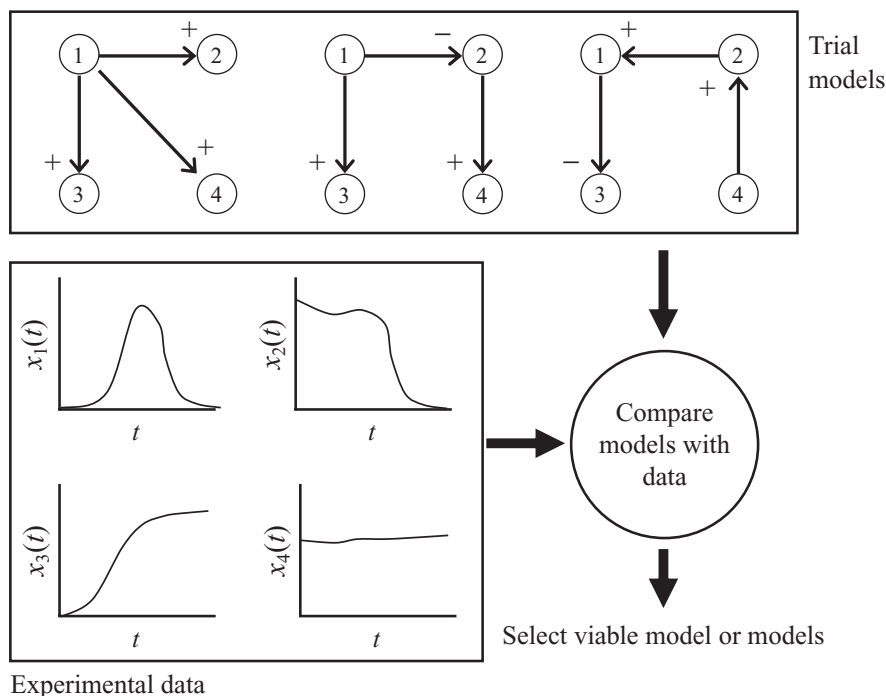 1 + 2 1 − 2 1 + 2
Trial
models
+
+ + + + −
3 4 3 4 3 4
x₁(t)
t
x₂(t)
t
x₃(t)
t
x₄(t)
t
Compare
models with
data
Select viable model or models
Experimental data